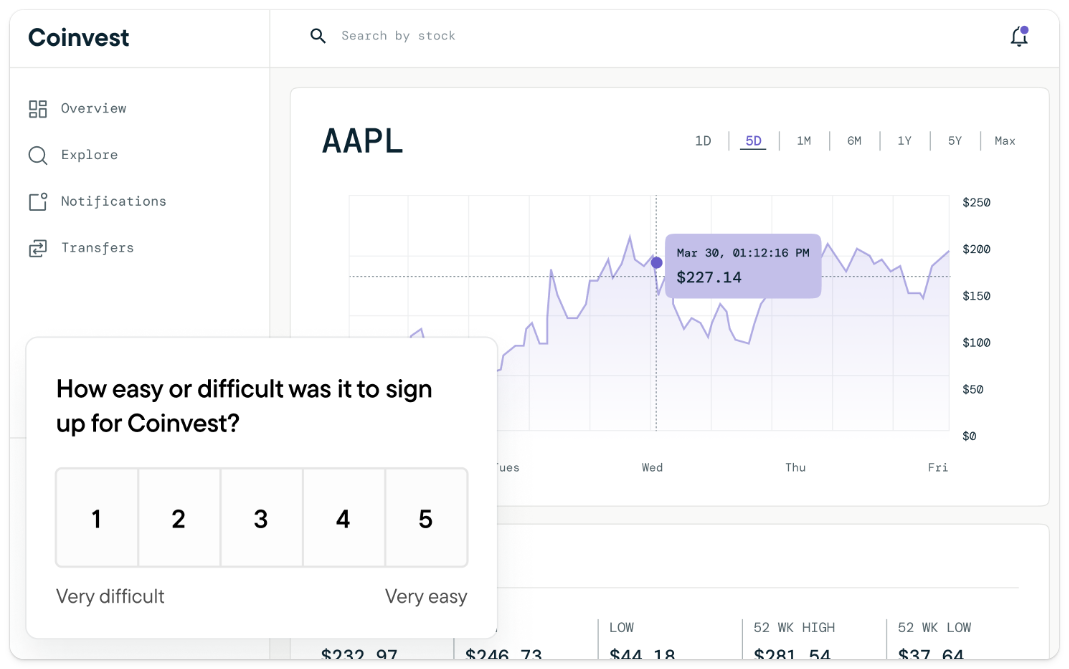 Coinvest
Search by stock
Overview
Explore
Notifications
Transfers
AAPL
1D
5D
1M
6M
1Y
5Y
Max
$250
$200
$150
$100
$50
$0
Mar 30, 01:12:16 PM
$227.14
Wed
Thu
Fri
How easy or difficult was it to sign
up for Coinvest?
1
2
3
4
5
Very difficult
Very easy
LOW
52 WK HIGH
52 WK LOW
$232.97
$246.73
$44.18
$281.54
$37.64